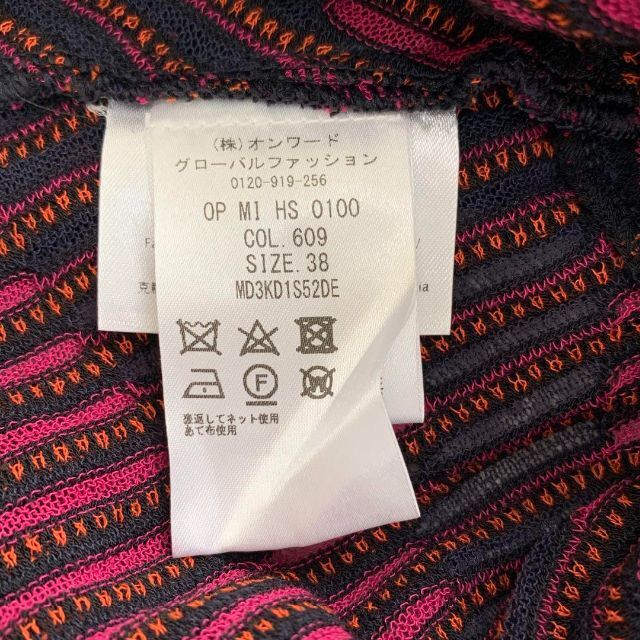 (株)オンワード
グローバルファッション
0120-919-256
OP MI HS 0100
COL.609
SIZE.38
MD3KD1S52DE
F
W
裏返してネット使用
あて布使用